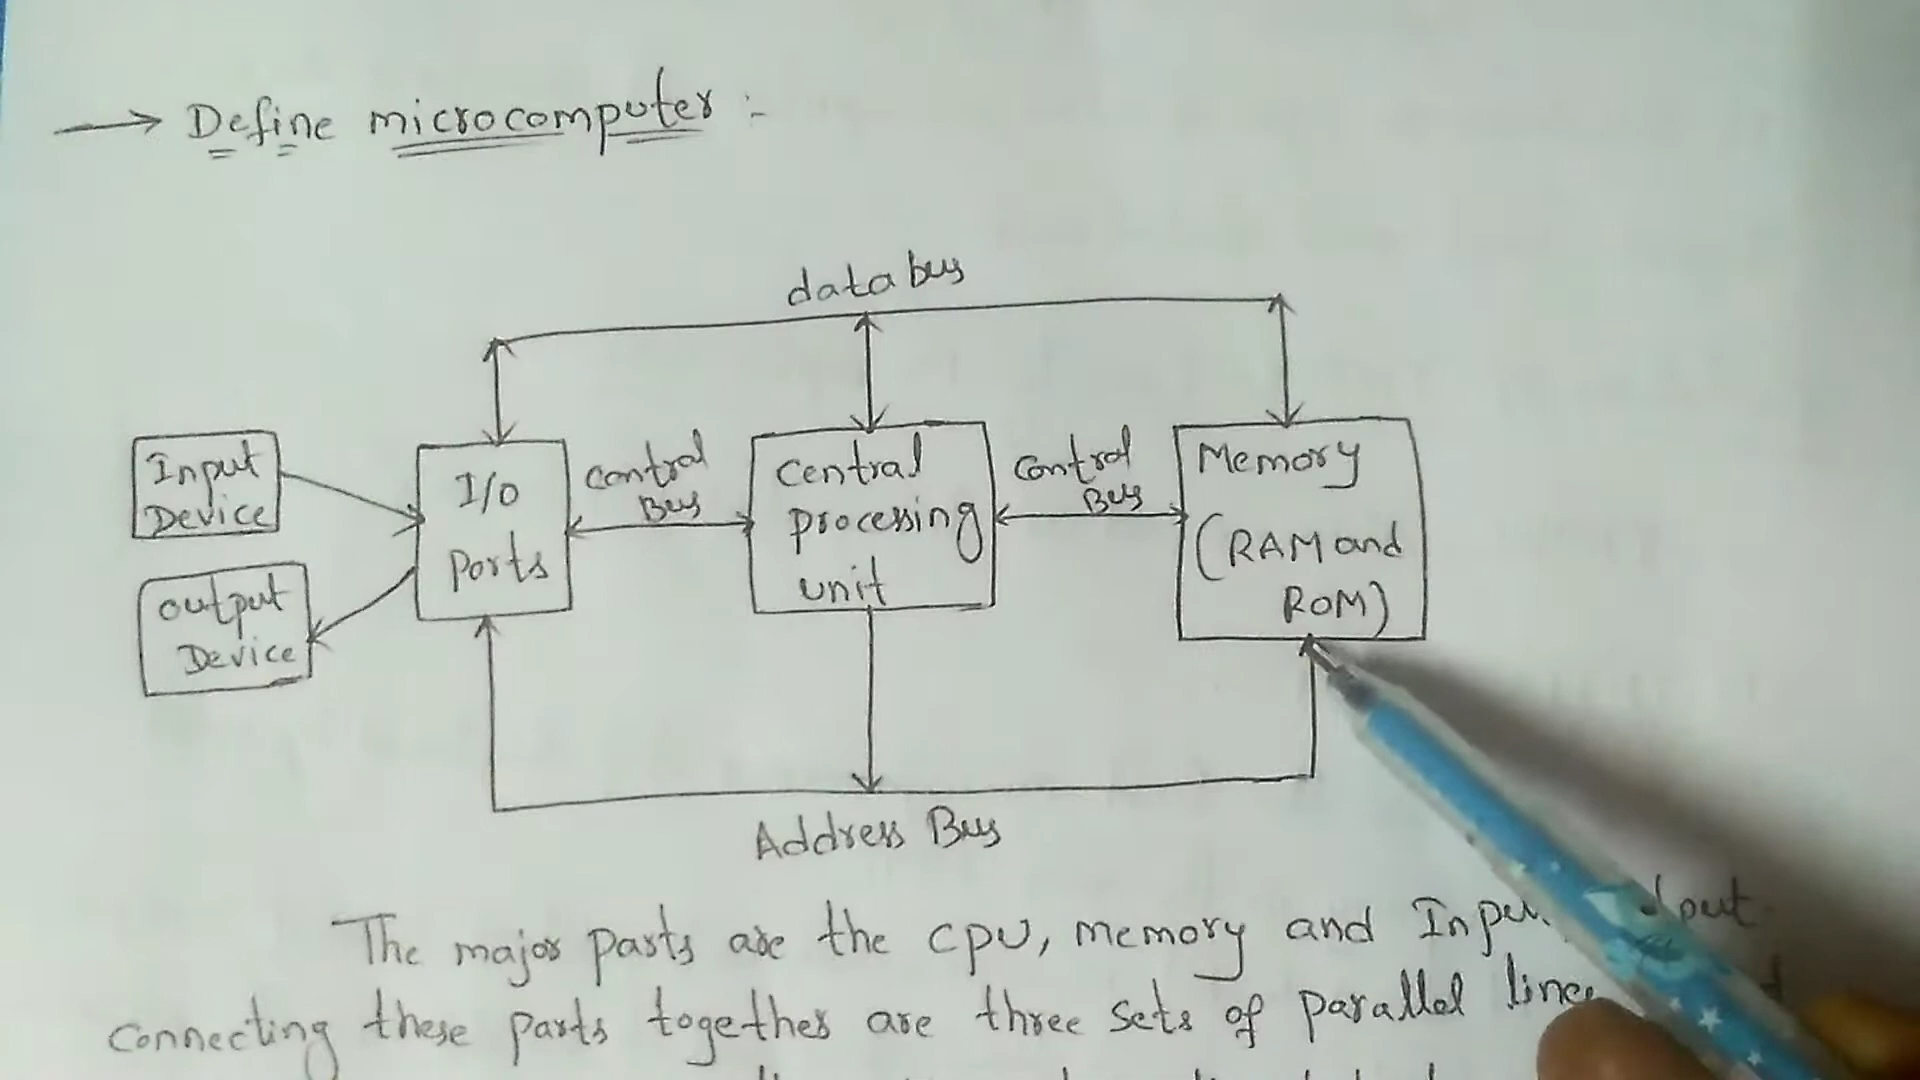 Define microcomputer :-
data bus
Input
Device
output
Device
I/O
Ports
Control
Bus
Central
processing
unit
Control
Bus
Memory
(RAM and
ROM)
Address Bus
The major parts are the CPU, memory and
connecting these parts together are three sets of parallel